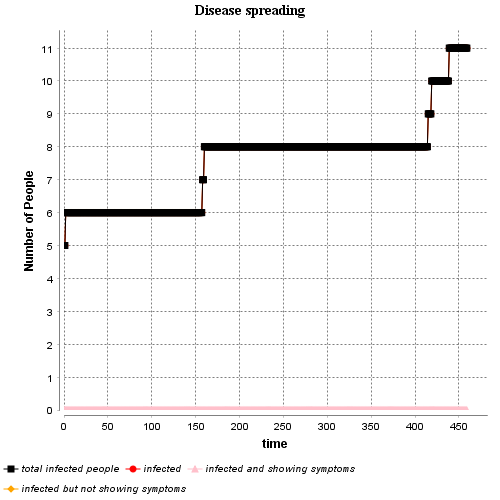 Disease spreading
Number of People
11
10
9
8
7
6
5
4
3
2
1
0
0 50 100 150 200 250 300 350 400 450
time
total infected people infected infected and showing symptoms
infected but not showing symptoms